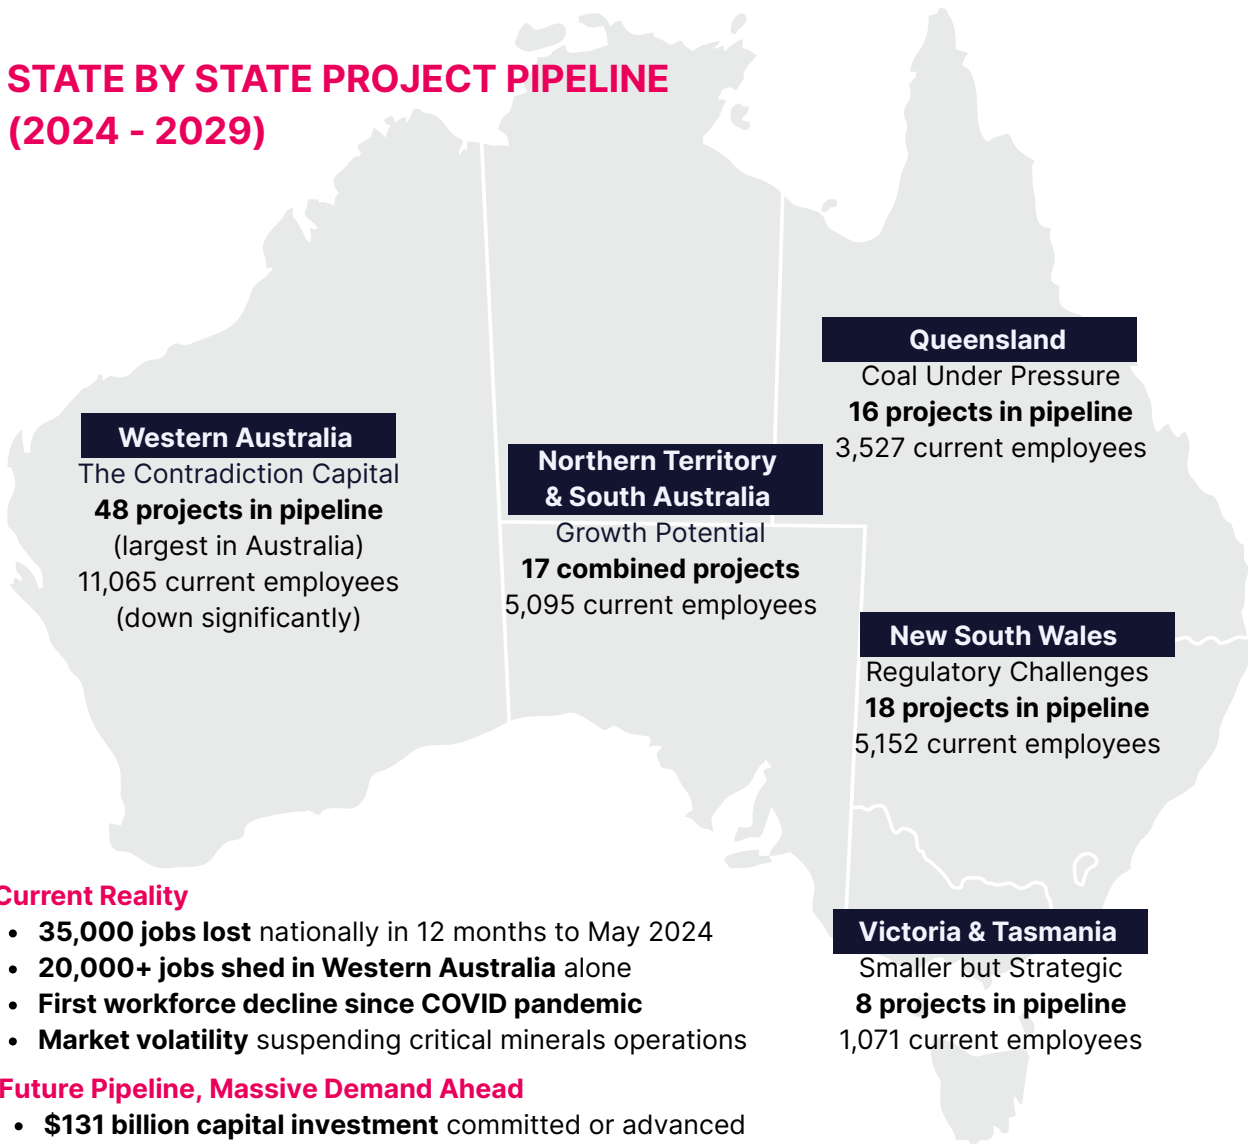 STATE BY STATE PROJECT PIPELINE
(2024 - 2029)
Queensland
Coal Under Pressure
16 projects in pipeline
3,527 current employees
Western Australia
The Contradiction Capital
48 projects in pipeline
(largest in Australia)
11,065 current employees
(down significantly)
Northern Territory
& South Australia
Growth Potential
17 combined projects
5,095 current employees
New South Wales
Regulatory Challenges
18 projects in pipeline
5,152 current employees
Victoria & Tasmania
Smaller but Strategic
8 projects in pipeline
1,071 current employees
Current Reality
• 35,000 jobs lost nationally in 12 months to May 2024
• 20,000+ jobs shed in Western Australia alone
• First workforce decline since COVID pandemic
• Market volatility suspending critical minerals operations
Future Pipeline, Massive Demand Ahead
• $131 billion capital investment committed or advanced